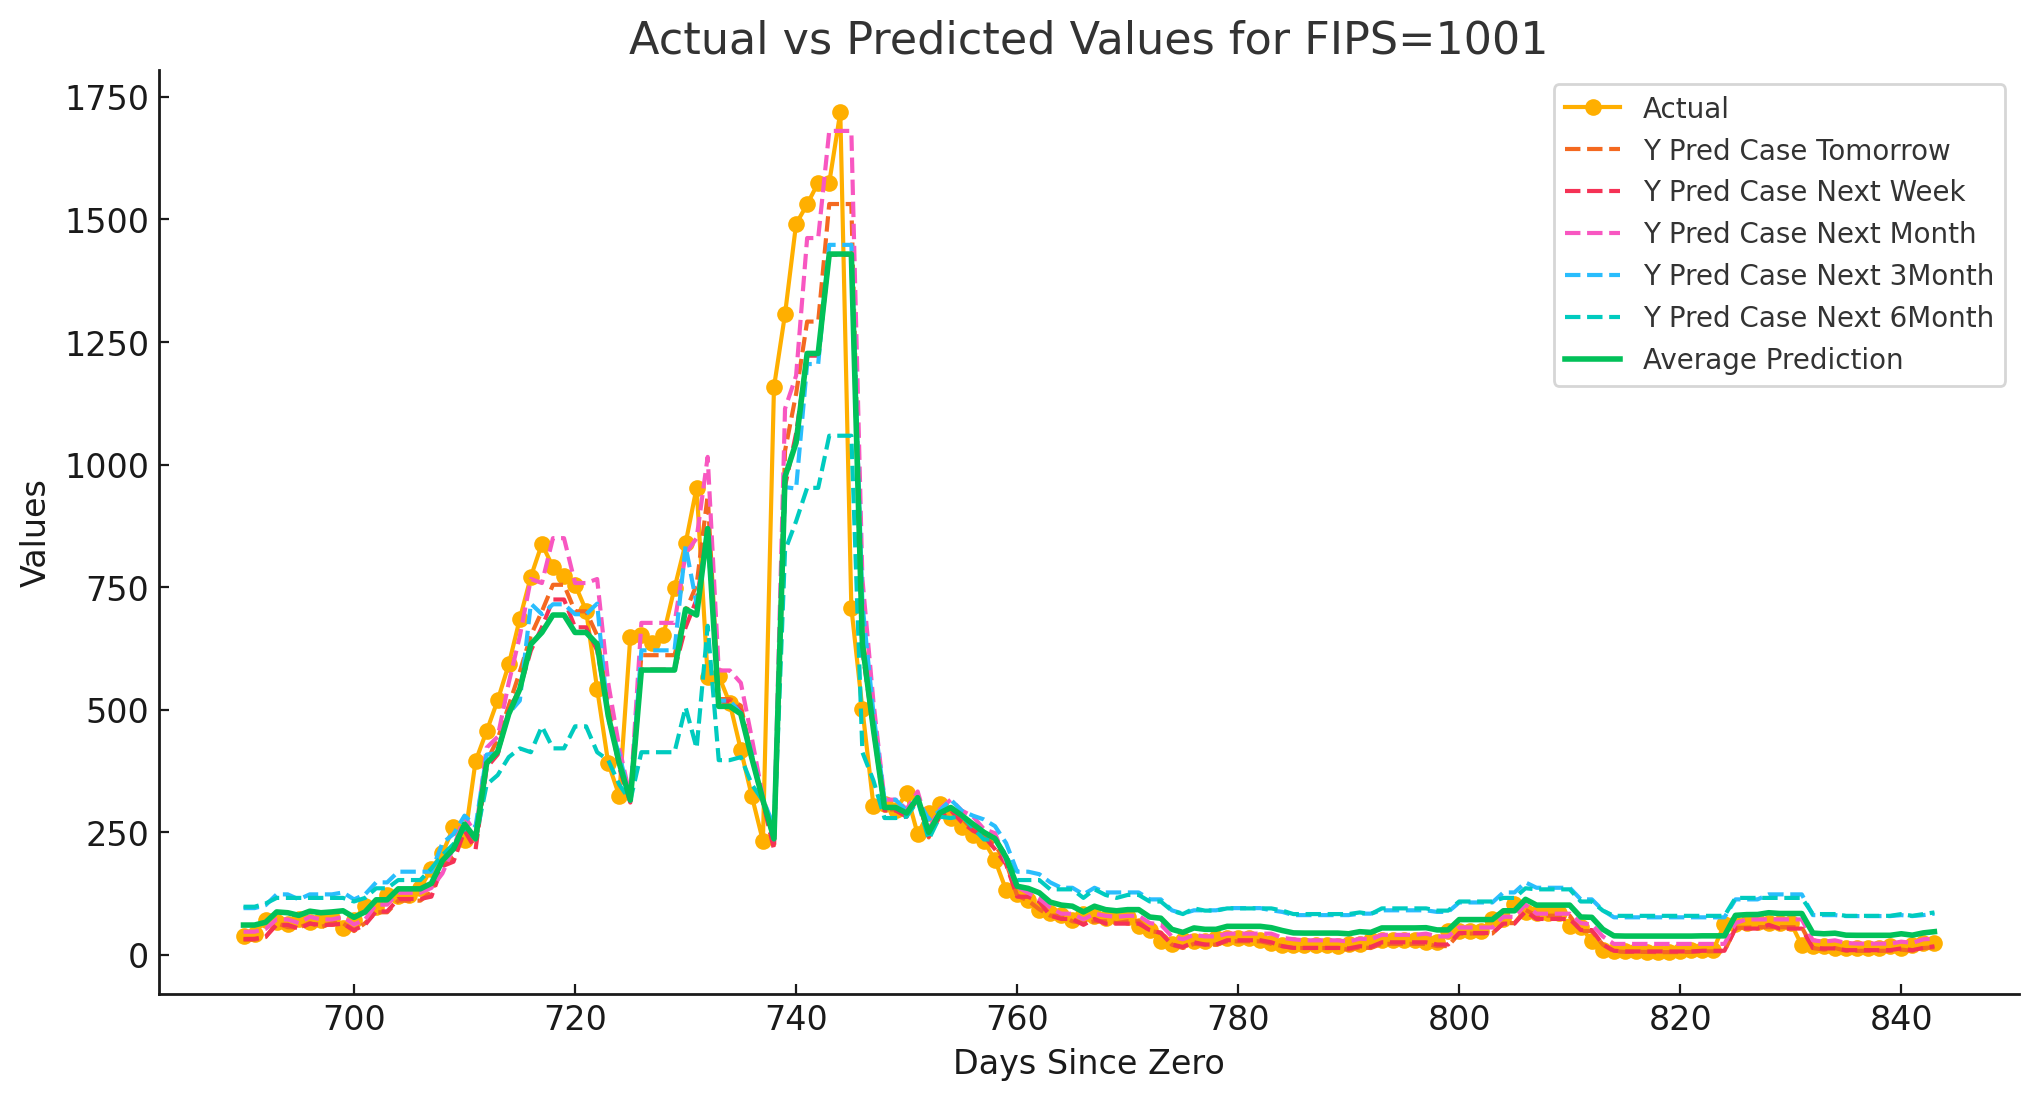 Actual vs Predicted Values for FIPS=1001
1750
1500
1250
1000
750
500
250
0
Values
700
720
740
760
780
800
820
840
Days Since Zero
Actual
Y Pred Case Tomorrow
Y Pred Case Next Week
Y Pred Case Next Month
Y Pred Case Next 3Month
Y Pred Case Next 6Month
Average Prediction